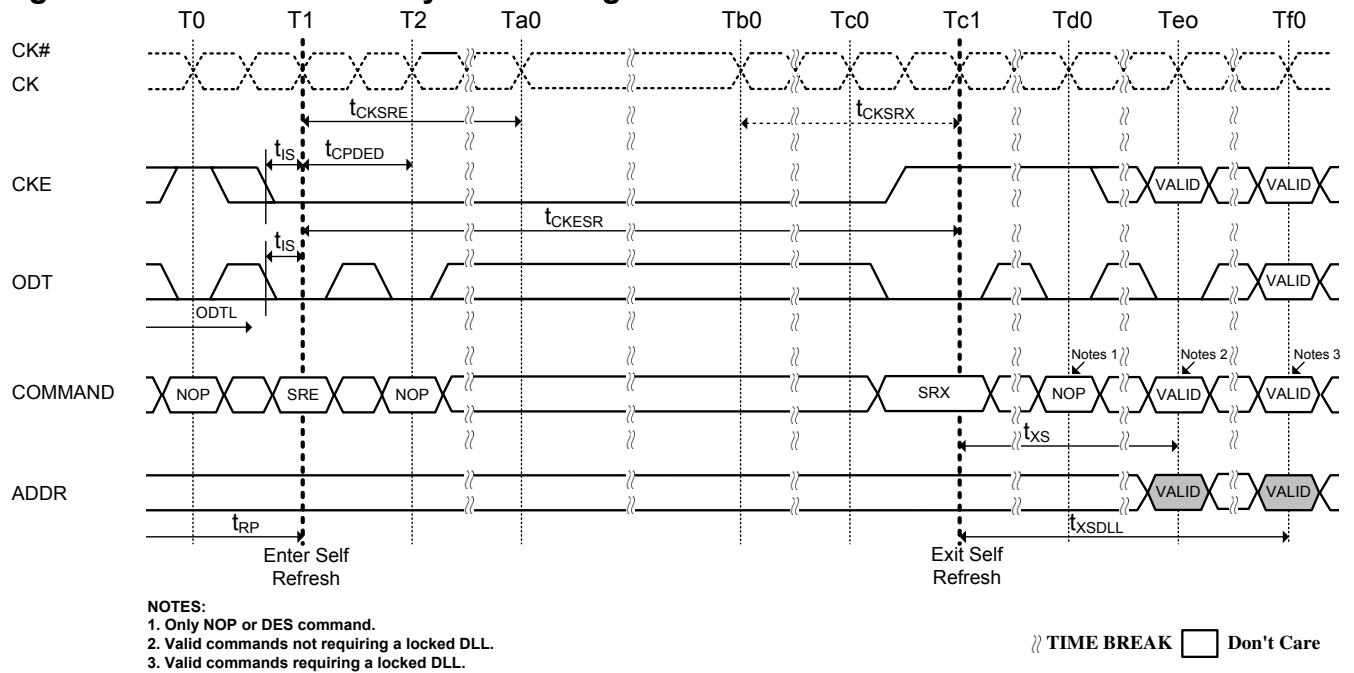 T0 T1 T2 Ta0 Tb0 Tc0 Tc1 Td0 Teo Tf0
CK#
CK
tCKSRE tCKSRX
tIS tCPDED
CKE VALID VALID
tCKESR
tIS
ODT VALID
ODTL
Notes 1 Notes 2 Notes 3
COMMAND NOP SRE NOP SRX NOP VALID VALID
tXS
ADDR VALID VALID
tRP tXSDLL
Enter Self Exit Self
Refresh Refresh
NOTES:
1. Only NOP or DES command.
2. Valid commands not requiring a locked DLL.
3. Valid commands requiring a locked DLL.
TIME BREAK Don't Care